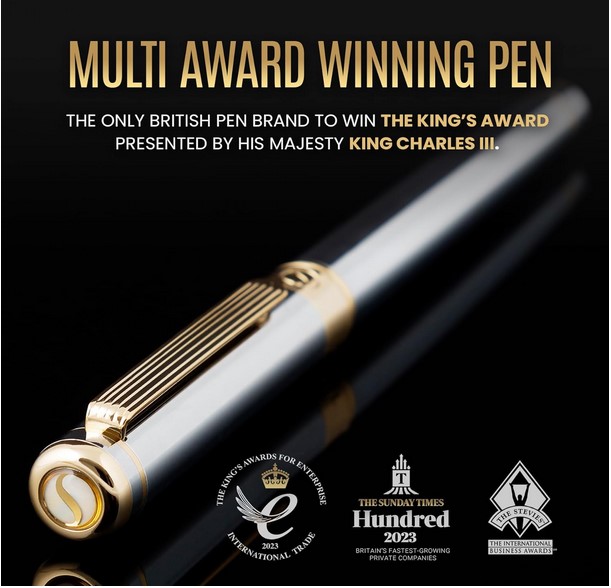 MULTI AWARD WINNING PEN
THE ONLY BRITISH PEN BRAND TO WIN THE KING'S AWARD
PRESENTED BY HIS MAJESTY KING CHARLES III.
S
THE KING'S AWARDS FOR ENTERPRISE
e
2023
INTERNATIONAL TRADE
T
THE SUNDAY TIMES
Hundred
2023
BRITAIN'S FASTEST-GROWING
PRIVATE COMPANIES
THE STEVIES
THE INTERNATIONAL
BUSINESS AWARDS